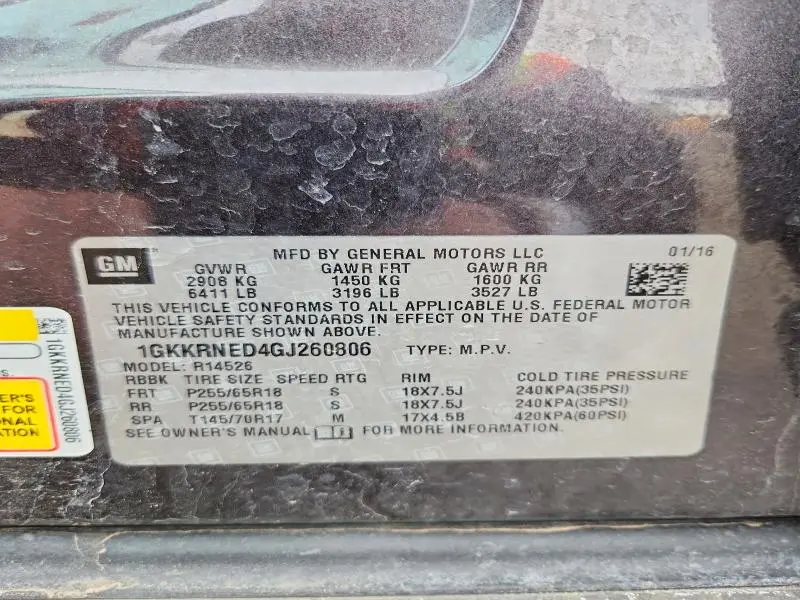 GM
MFD BY GENERAL MOTORS LLC 01/16
GVWR GAWR FRT GAWR RR
2908 KG 1450 KG 1600 KG
6411 LB 3196 LB 3527 LB
THIS VEHICLE CONFORMS TO ALL APPLICABLE U.S. FEDERAL MOTOR
VEHICLE SAFETY STANDARDS IN EFFECT ON THE DATE OF
MANUFACTURE SHOWN ABOVE.
1GKKRNED4GJ260806 TYPE: M.P.V.
MODEL: R14526
RBBK TIRE SIZE SPEED RTG RIM COLD TIRE PRESSURE
FRT P255/65R18 S 18X7.5J 240KPA(35PSI)
RR P255/65R18 S 18X7.5J 240KPA(35PSI)
SPA T145/70R17 M 17X4.5B 420KPA(60PSI)
SEE OWNER'S MANUAL FOR MORE INFORMATION.
1GKKRNED4GJ260806
ER'S
FOR
ONAL
ATION